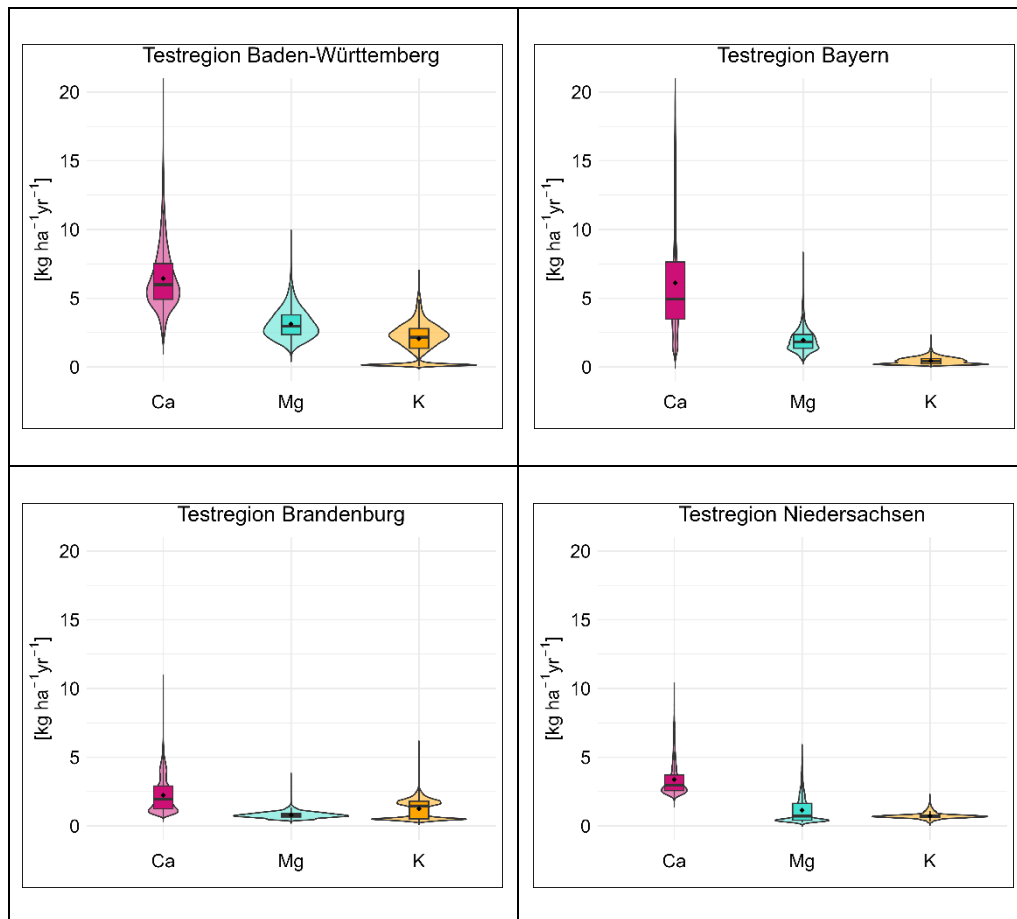 Testregion Baden-Württemberg
[kg ha⁻¹yr⁻¹]
20
15
10
5
0
Ca Mg K
Testregion Bayern
[kg ha⁻¹yr⁻¹]
20
15
10
5
0
Ca Mg K
Testregion Brandenburg
[kg ha⁻¹yr⁻¹]
20
15
10
5
0
Ca Mg K
Testregion Niedersachsen
[kg ha⁻¹yr⁻¹]
20
15
10
5
0
Ca Mg K